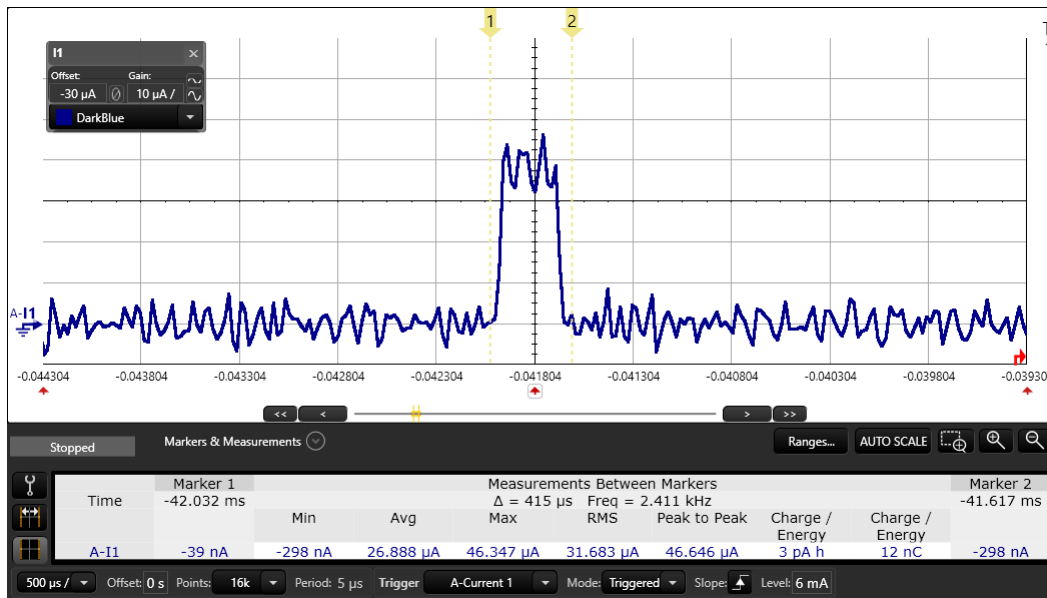 1
2
I1
×
Offset:
Gain:
-30 µA
10 µA /
DarkBlue
A-I1
-0.044304
-0.043804
-0.043304
-0.042804
-0.042304
-0.041804
-0.041304
-0.040804
-0.040304
-0.039804
-0.03930
<<
<
>
>>
Stopped
Markers & Measurements
Ranges...
AUTO SCALE
Marker 1
Measurements Between Markers
Marker 2
Time
-42.032 ms
Δ = 415 µs Freq = 2.411 kHz
-41.617 ms
Min
Avg
Max
RMS
Peak to Peak
Charge /
Energy
Charge /
Energy
A-I1
-39 nA
-298 nA
26.888 µA
46.347 µA
31.683 µA
46.646 µA
3 pA h
12 nC
-298 nA
500 µs /
Offset: 0 s
Points: 16k
Period: 5 µs
Trigger
A-Current 1
Mode: Triggered
Slope:
Level: 6 mA